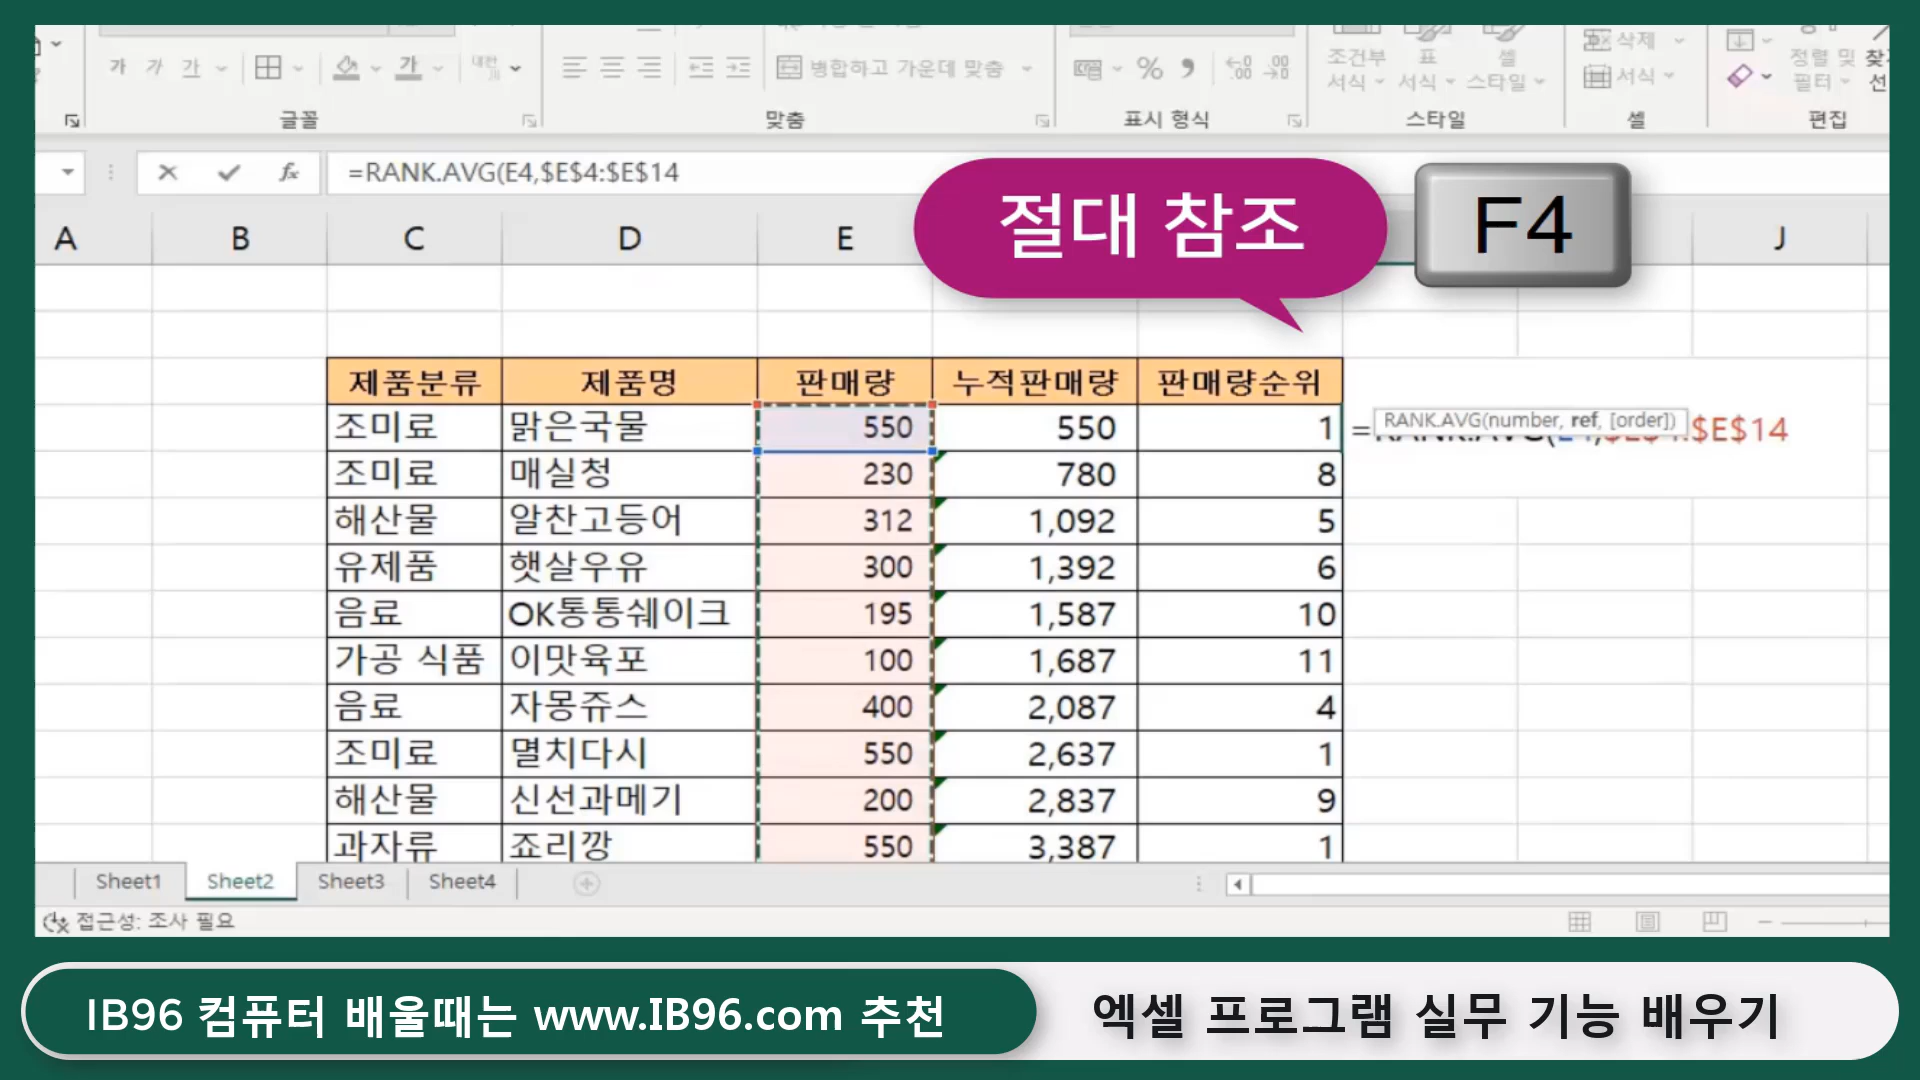 가 가 간 대반 가
병합하고 가운데 맞춤
% 9 .00 .00
조건부 표 셀
서식 서식 스타일
삭제
서식
정렬 및
필터
글꼴 맞춤 표시 형식 스타일 셀 편집
fx =RANK.AVG(E4,$E$4:$E$14
절대 참조 F4
A B C D E J
제품분류 제품명 판매량 누적판매량 판매량순위
조미료 맑은국물 550 550 1
RANK.AVG(number, ref, [order])
=RANK.AVG(E4,$E$4:$E$14
조미료 매실청 230 780 8
해산물 알찬고등어 312 1,092 5
유제품 햇살우유 300 1,392 6
음료 OK통통쉐이크 195 1,587 10
가공 식품 이맛육포 100 1,687 11
음료 자몽쥬스 400 2,087 4
조미료 멸치다시 550 2,637 1
해산물 신선과메기 200 2,837 9
과자류 죠리깡 550 3,387 1
Sheet1 Sheet2 Sheet3 Sheet4
접근성: 조사 필요
IB96 컴퓨터 배울때는 www.IB96.com 추천
엑셀 프로그램 실무 기능 배우기